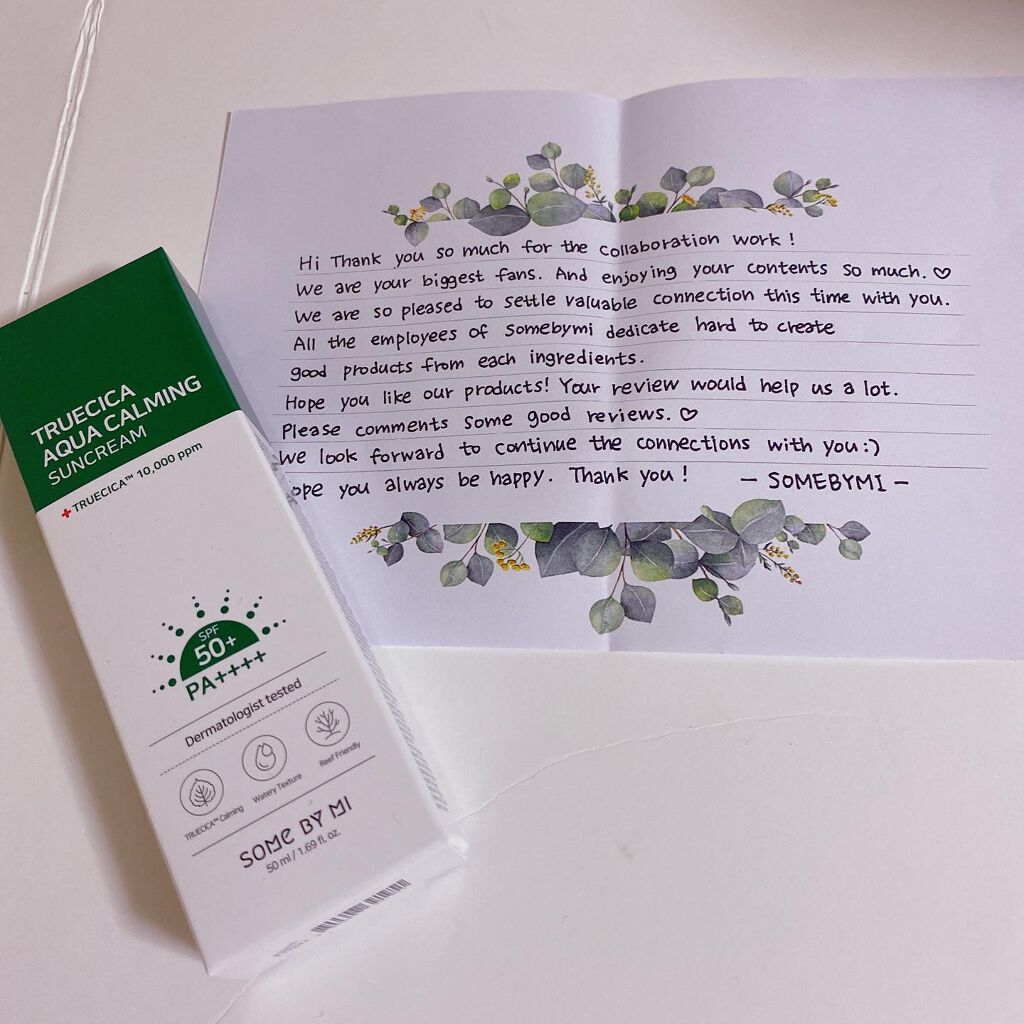 Hi Thank you so much for the collaboration work !
We are your biggest fans. And enjoying your contents so much. ♡
We are so pleased to settle valuable connection this time with you.
All the employees of Somebymi dedicate hard to create
good products from each ingredients.
Hope you like our products! Your review would help us a lot.
Please comments some good reviews. ♡
We look forward to continue the connections with you :)
ope you always be happy. Thank you !
— SOMEBYMI —
TRUECICA
AQUA CALMING
SUNCREAM
+ TRUECICA™ 10,000 ppm
SPF
50+
PA++++
Dermatologist tested
TRUECICA™ Calming
Watery Texture
Reef Friendly
SOME BY MI
50 ml / 1.69 fl. oz.